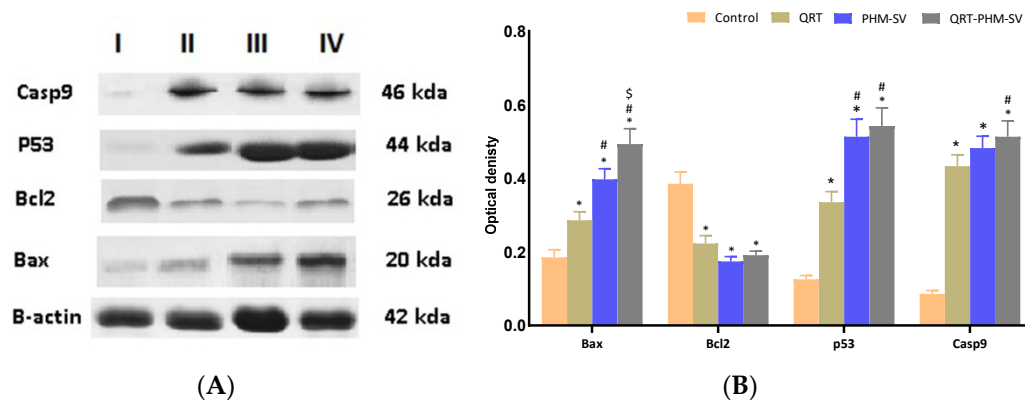 I II III IV
Casp9 46 kda
P53 44 kda
Bcl2 26 kda
Bax 20 kda
B-actin 42 kda
(A)
Control QRT PHM-SV QRT-PHM-SV
Optical denisty
0.8
0.6
0.4
0.2
0.0
* # * $ # *
* * *
* # * # *
* * # *
Bax Bcl2 p53 Casp9
(B)